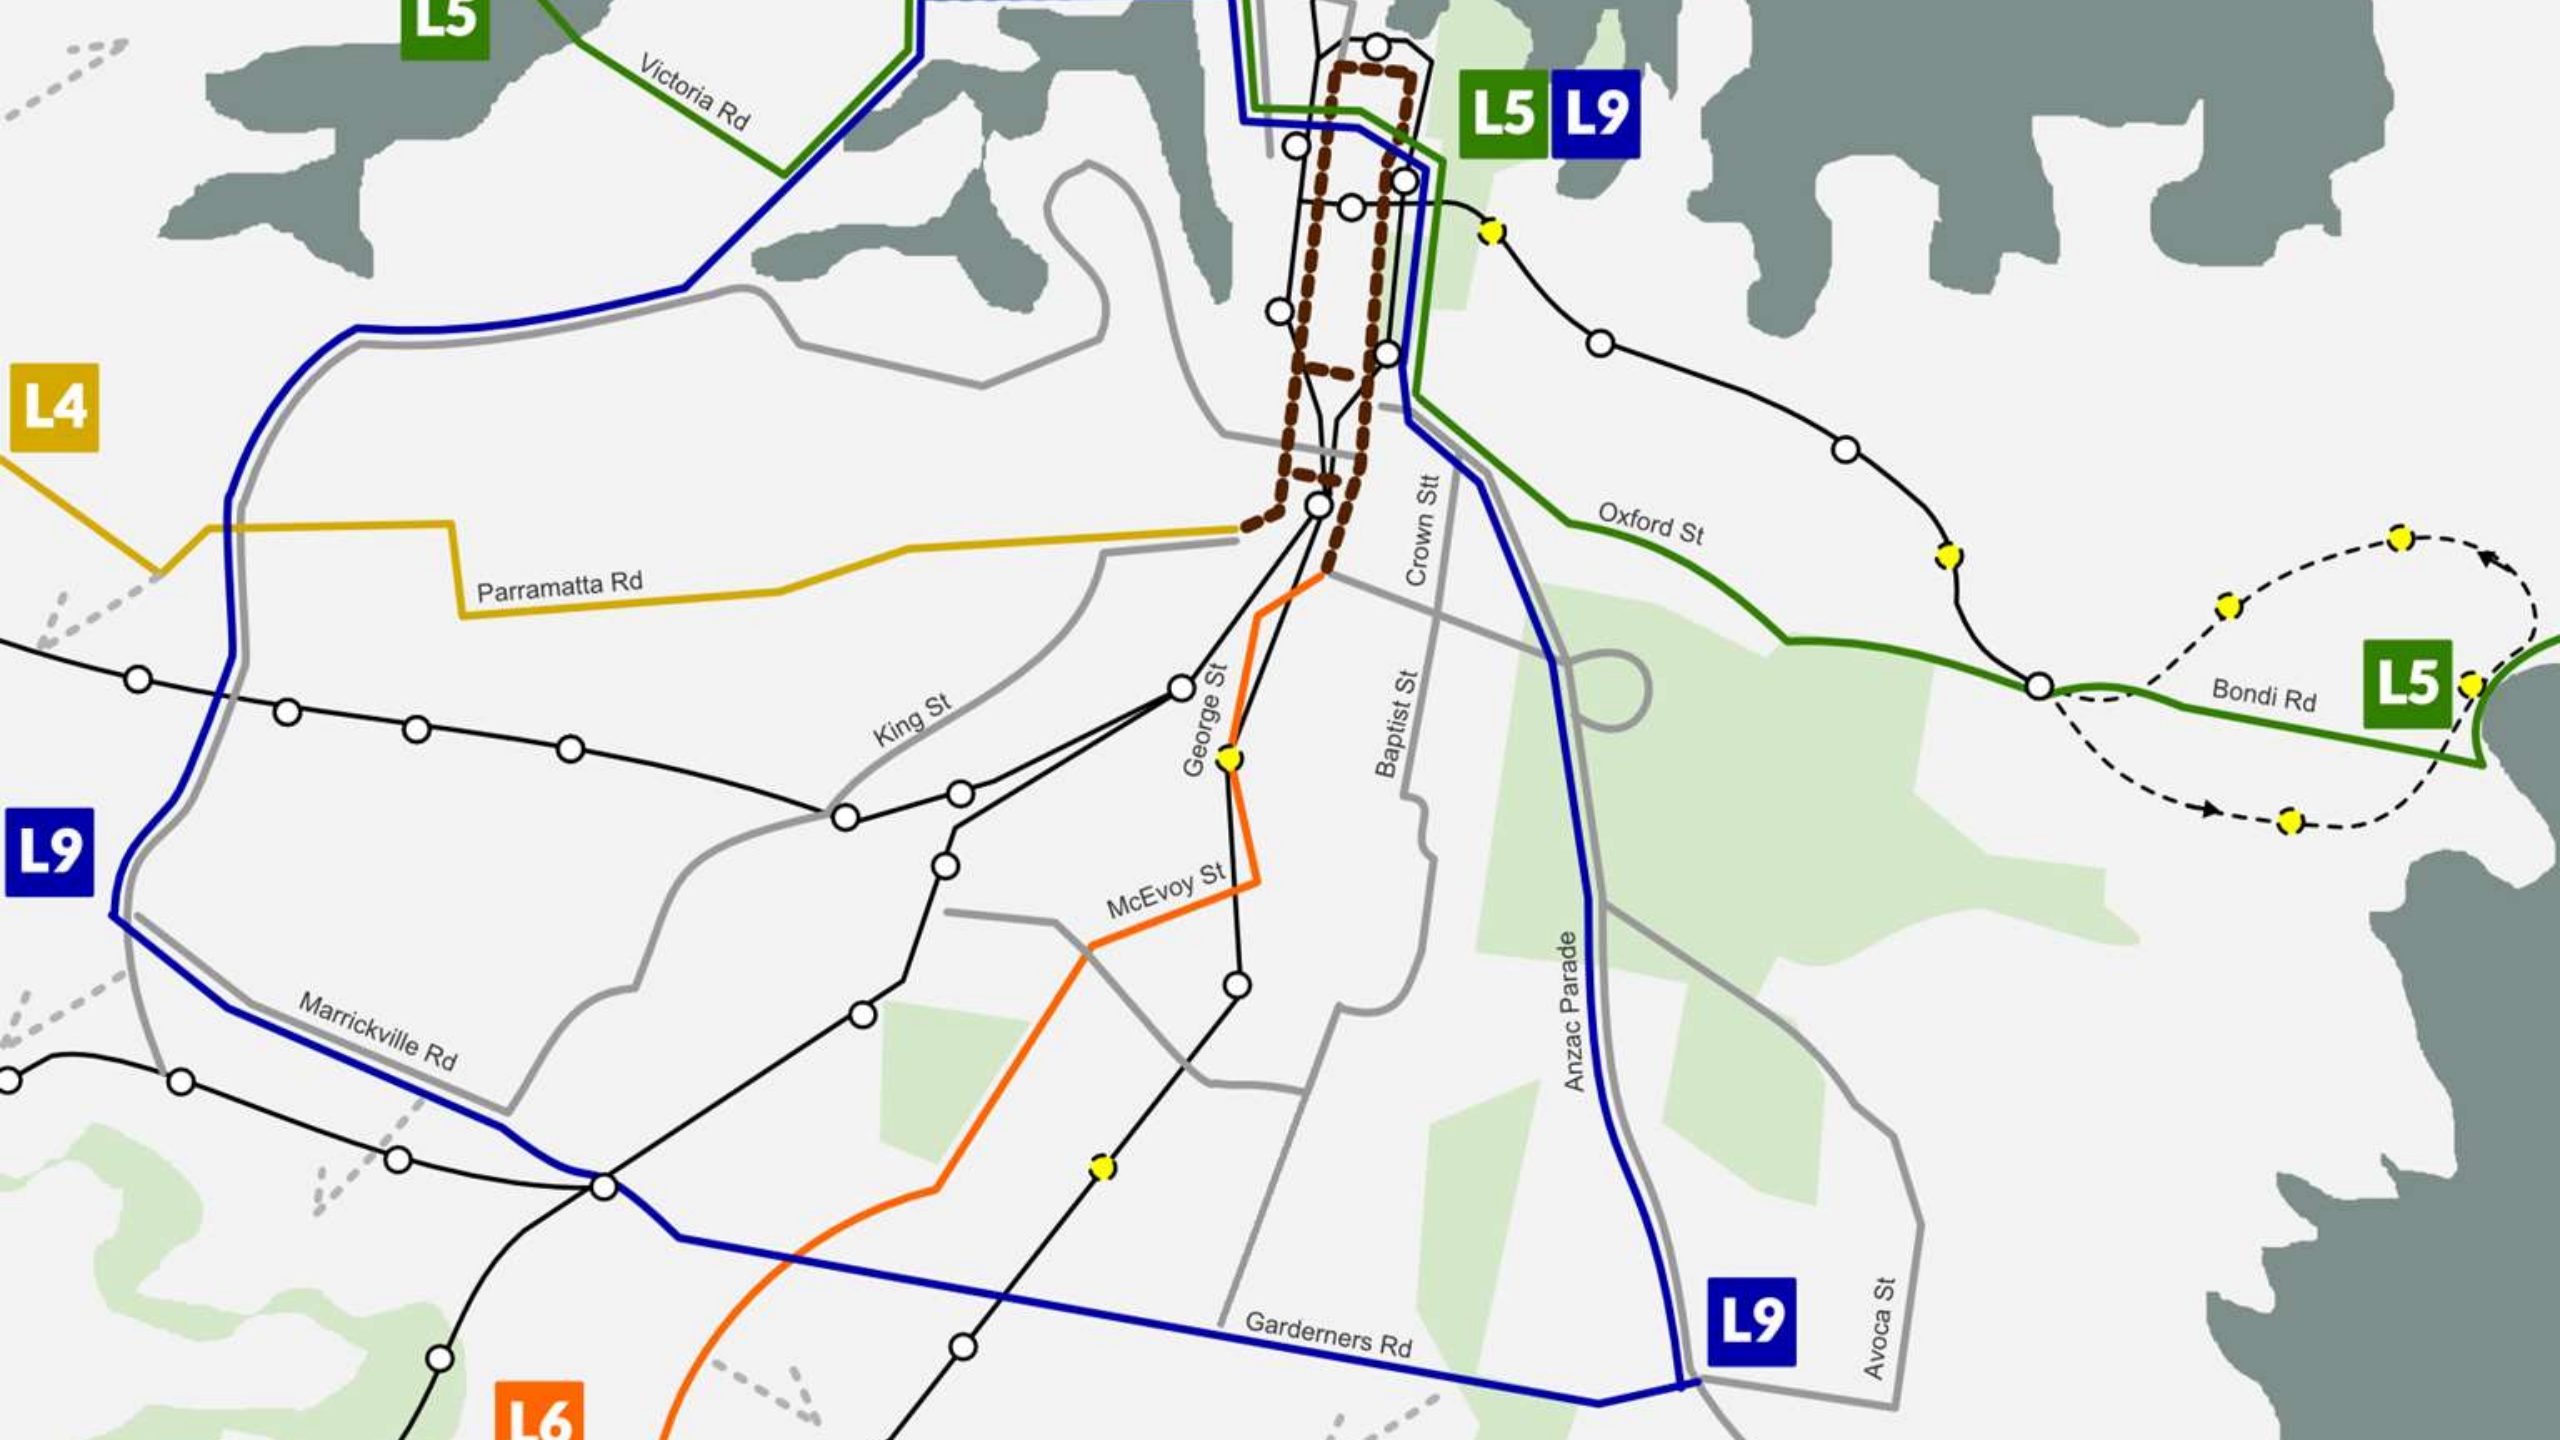 L5
Victoria Rd
L5
L9
L4
Crown Stt
Oxford St
Parramatta Rd
George St
King St
Baptist St
Bondi Rd
L5
L9
McEvoy St
Anzac Parade
Marrickville Rd
L9
Garderners Rd
Avoca St
L6